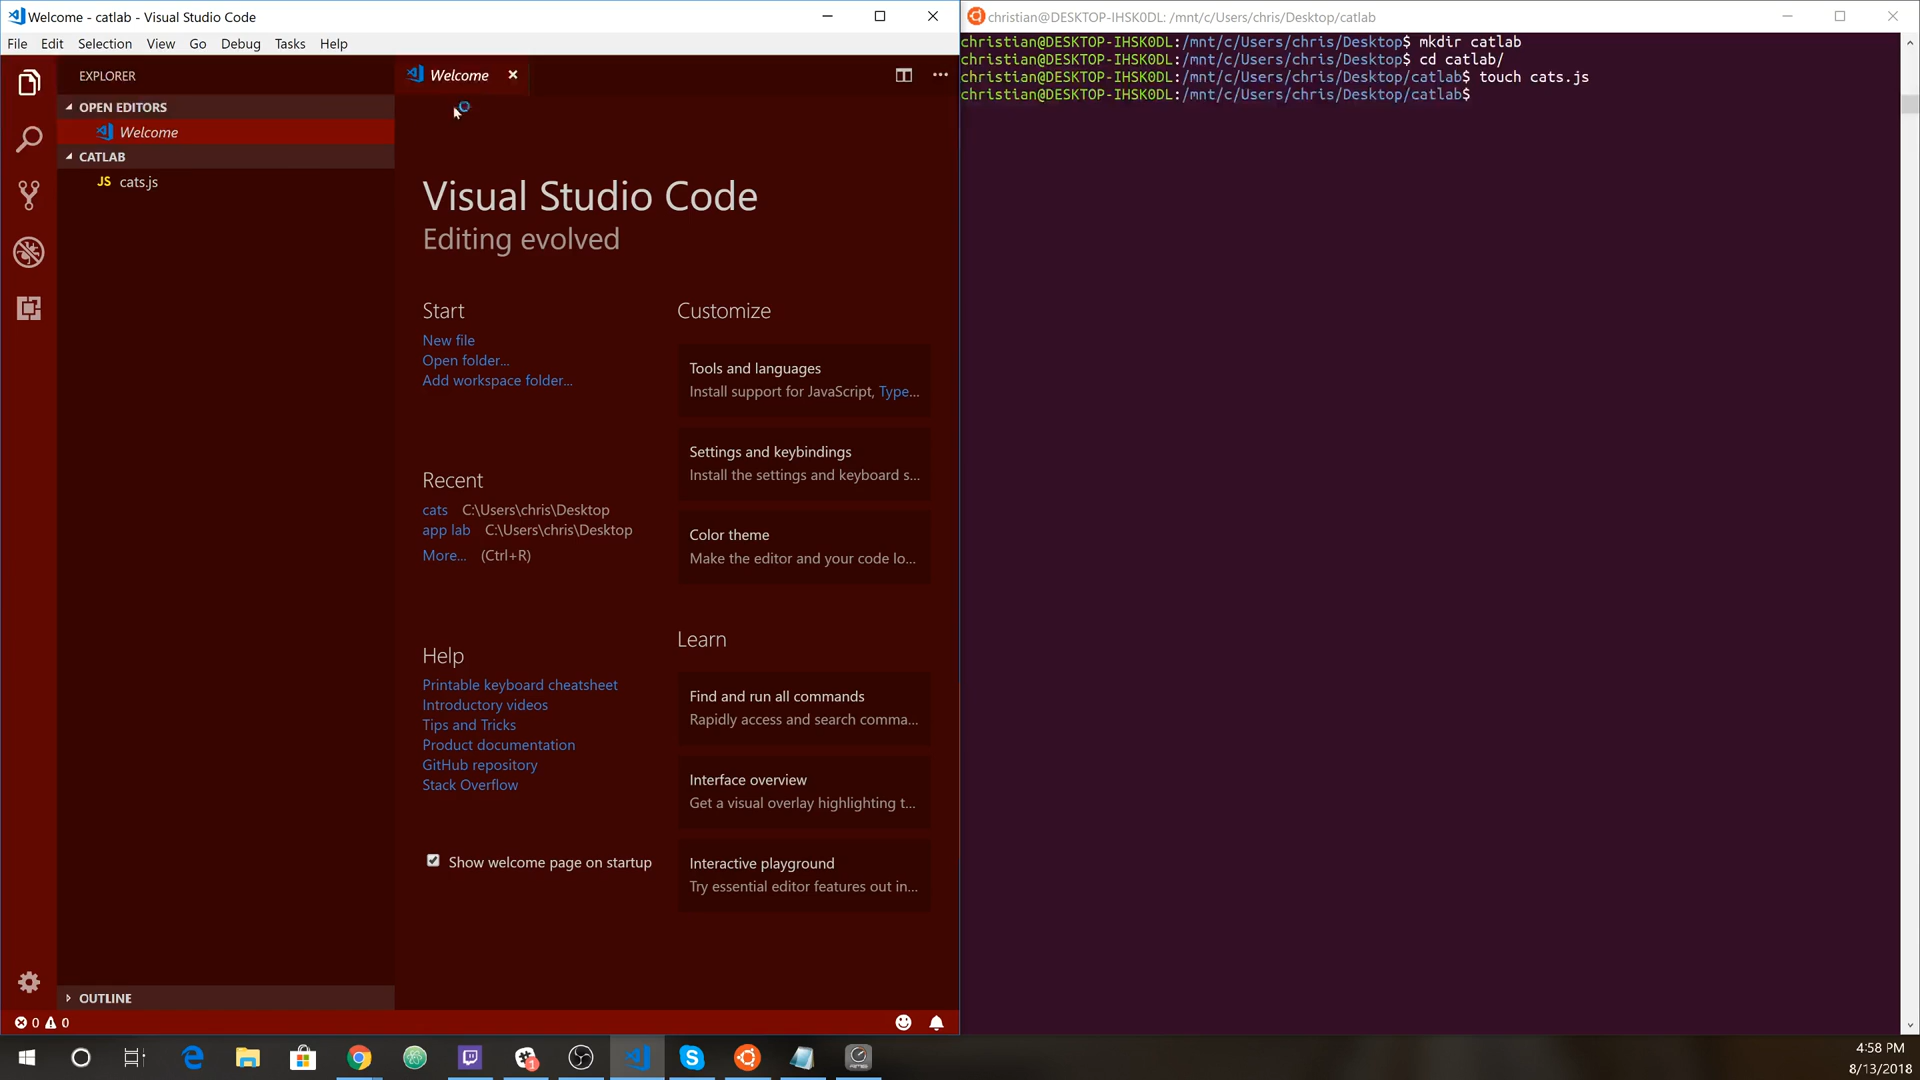 Welcome - catlab - Visual Studio Code
File Edit Selection View Go Debug Tasks Help
EXPLORER
OPEN EDITORS
Welcome
CATLAB
JS cats.js
OUTLINE
0 0
Welcome
Visual Studio Code
Editing evolved
Start
New file
Open folder...
Add workspace folder...
Recent
cats C:\Users\chris\Desktop
app lab C:\Users\chris\Desktop
More... (Ctrl+R)
Help
Printable keyboard cheatsheet
Introductory videos
Tips and Tricks
Product documentation
GitHub repository
Stack Overflow
Show welcome page on startup
Customize
Tools and languages
Install support for JavaScript, Type...
Settings and keybindings
Install the settings and keyboard s...
Color theme
Make the editor and your code lo...
Learn
Find and run all commands
Rapidly access and search comma...
Interface overview
Get a visual overlay highlighting t...
Interactive playground
Try essential editor features out in...
christian@DESKTOP-IHSK0DL: /mnt/c/Users/chris/Desktop/catlab
christian@DESKTOP-IHSK0DL:/mnt/c/Users/chris/Desktop$ mkdir catlab
christian@DESKTOP-IHSK0DL:/mnt/c/Users/chris/Desktop$ cd catlab/
christian@DESKTOP-IHSK0DL:/mnt/c/Users/chris/Desktop/catlab$ touch cats.js
christian@DESKTOP-IHSK0DL:/mnt/c/Users/chris/Desktop/catlab$
1
4:58 PM
8/13/2018